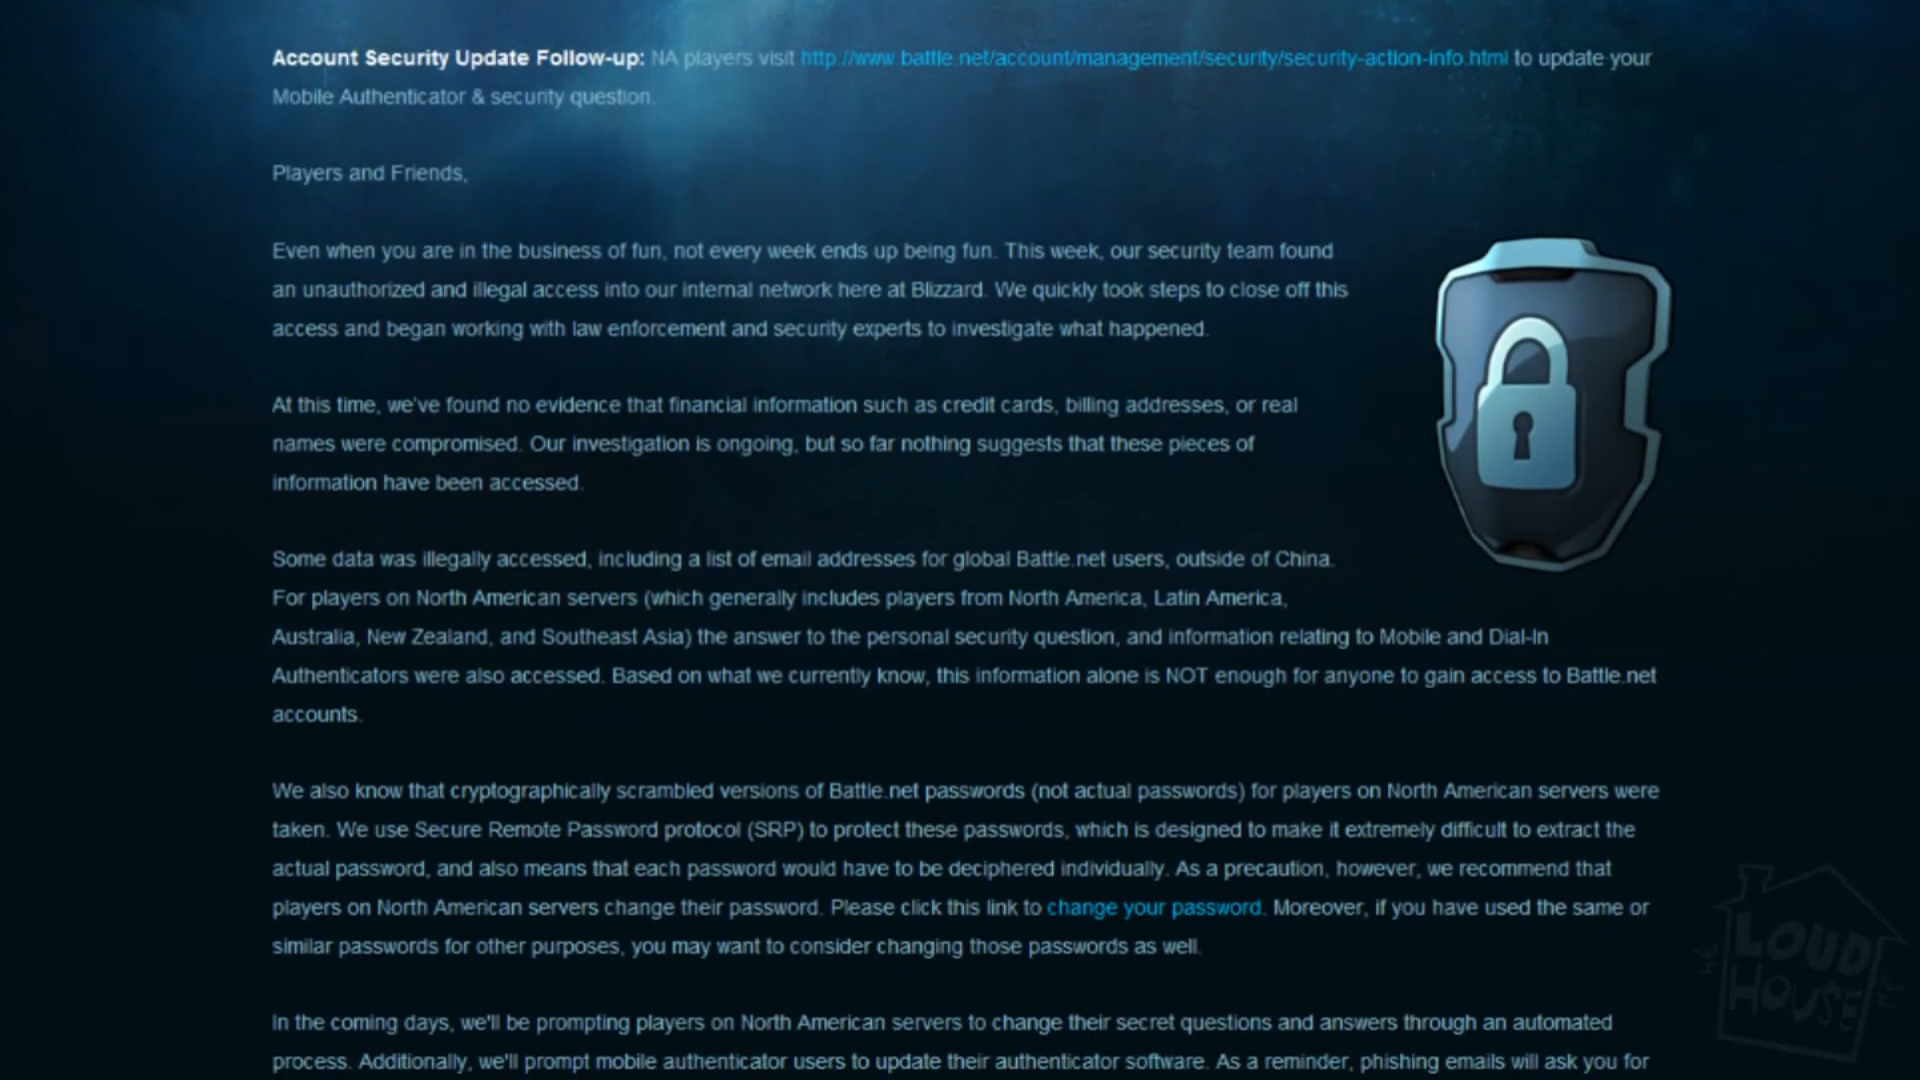 Account Security Update Follow-up: NA players visit http://www.battle.net/account/management/security/security-action-info.html to update your
Mobile Authenticator & security question.
Players and Friends,
Even when you are in the business of fun, not every week ends up being fun. This week, our security team found
an unauthorized and illegal access into our internal network here at Blizzard. We quickly took steps to close off this
access and began working with law enforcement and security experts to investigate what happened.
At this time, we've found no evidence that financial information such as credit cards, billing addresses, or real
names were compromised. Our investigation is ongoing, but so far nothing suggests that these pieces of
information have been accessed.
Some data was illegally accessed, including a list of email addresses for global Battle.net users, outside of China.
For players on North American servers (which generally includes players from North America, Latin America,
Australia, New Zealand, and Southeast Asia) the answer to the personal security question, and information relating to Mobile and Dial-In
Authenticators were also accessed. Based on what we currently know, this information alone is NOT enough for anyone to gain access to Battle.net
accounts.
We also know that cryptographically scrambled versions of Battle.net passwords (not actual passwords) for players on North American servers were
taken. We use Secure Remote Password protocol (SRP) to protect these passwords, which is designed to make it extremely difficult to extract the
actual password, and also means that each password would have to be deciphered individually. As a precaution, however, we recommend that
players on North American servers change their password. Please click this link to change your password. Moreover, if you have used the same or
similar passwords for other purposes, you may want to consider changing those passwords as well.
In the coming days, we'll be prompting players on North American servers to change their secret questions and answers through an automated
process. Additionally, we'll prompt mobile authenticator users to update their authenticator software. As a reminder, phishing emails will ask you for
LOUD
HOUSE